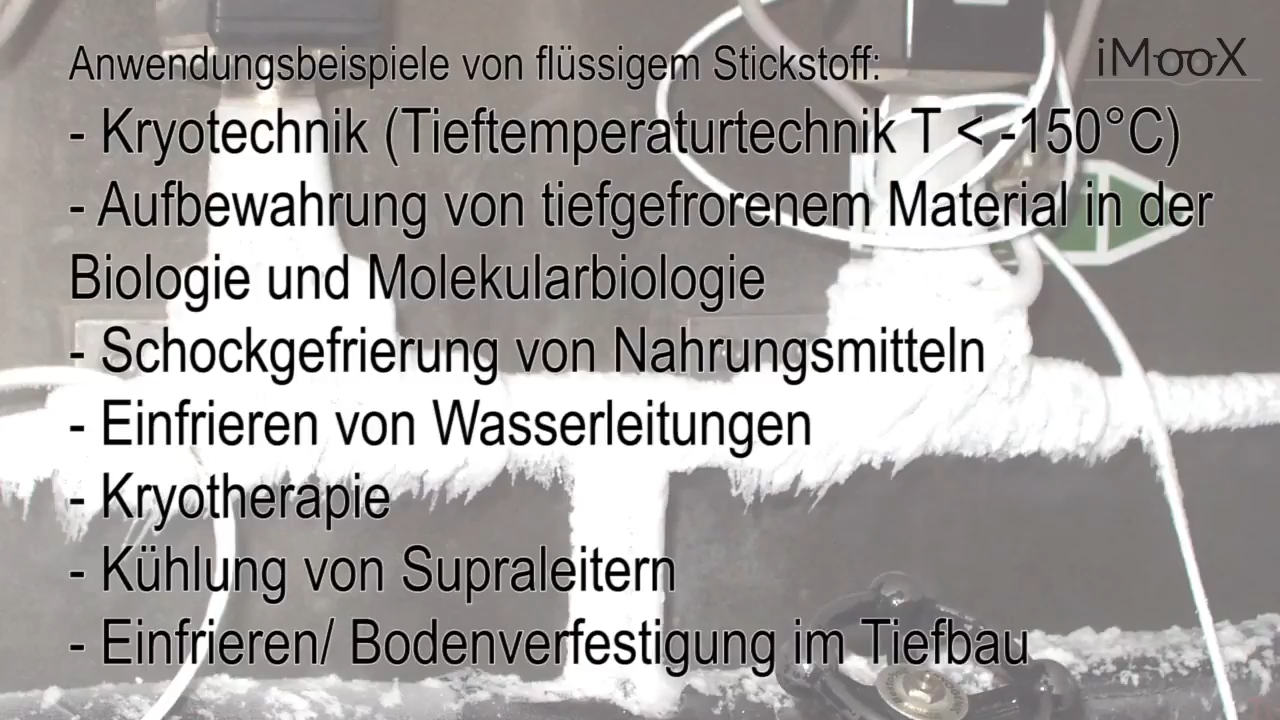 iMooX
Anwendungsbeispiele von flüssigem Stickstoff:
- Kryotechnik (Tieftemperaturtechnik T < -150°C)
- Aufbewahrung von tiefgefrorenem Material in der
Biologie und Molekularbiologie
- Schockgefrierung von Nahrungsmitteln
- Einfrieren von Wasserleitungen
- Kryotherapie
- Kühlung von Supraleitern
- Einfrieren/ Bodenverfestigung im Tiefbau